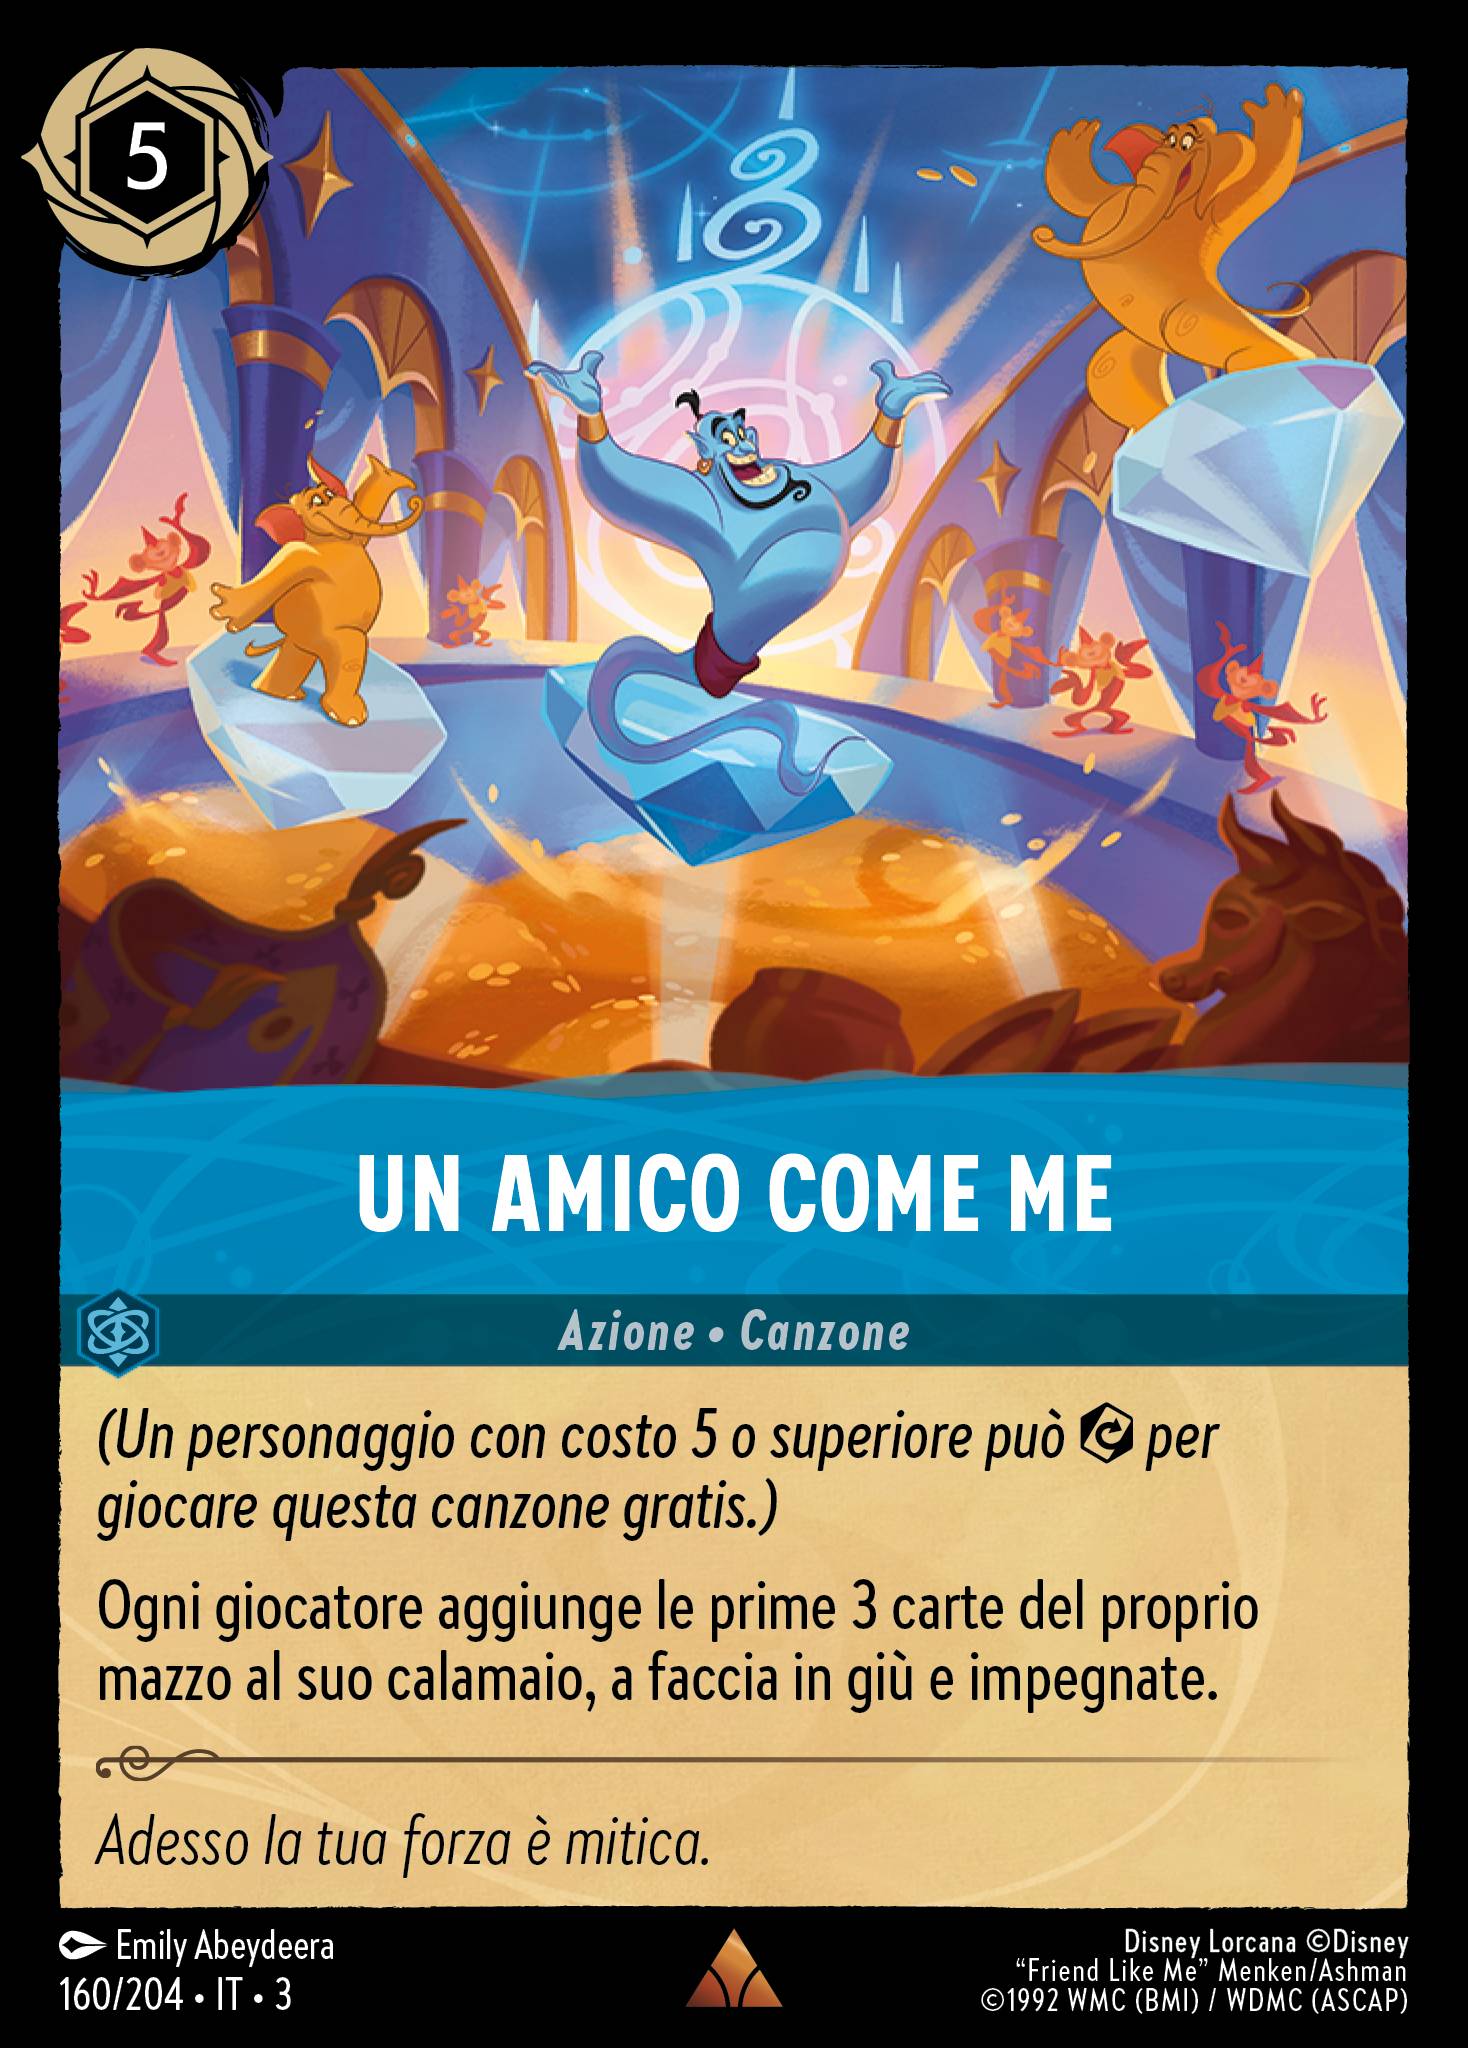 5
UN AMICO COME ME
Azione • Canzone
(Un personaggio con costo 5 o superiore può per
giocare questa canzone gratis.)
Ogni giocatore aggiunge le prime 3 carte del proprio
mazzo al suo calamaio, a faccia in giù e impegnate.
Adesso la tua forza è mitica.
Emily Abeydeera
160/204 • IT • 3
Disney Lorcana ©Disney
“Friend Like Me” Menken/Ashman
©1992 WMC (BMI) / WDMC (ASCAP)